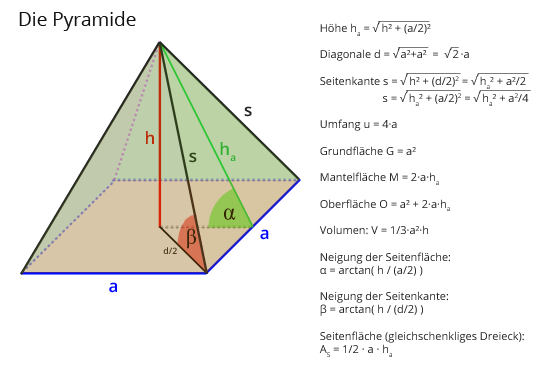 Die Pyramide
h
s
s
hₐ
α
β
d/2
a
a
Höhe hₐ = √h² + (a/2)²
Diagonale d = √a²+a² = √2·a
Seitenkante s = √h² + (d/2)² = √hₐ² + a²/2
s = √hₐ² + (a/2)² = √hₐ² + a²/4
Umfang u = 4·a
Grundfläche G = a²
Mantelfläche M = 2·a·hₐ
Oberfläche O = a² + 2·a·hₐ
Volumen: V = 1/3·a²·h
Neigung der Seitenfläche:
α = arctan( h / (a/2) )
Neigung der Seitenkante:
β = arctan( h / (d/2) )
Seitenfläche (gleichschenkliges Dreieck):
Aₛ = 1/2 · a · hₐ